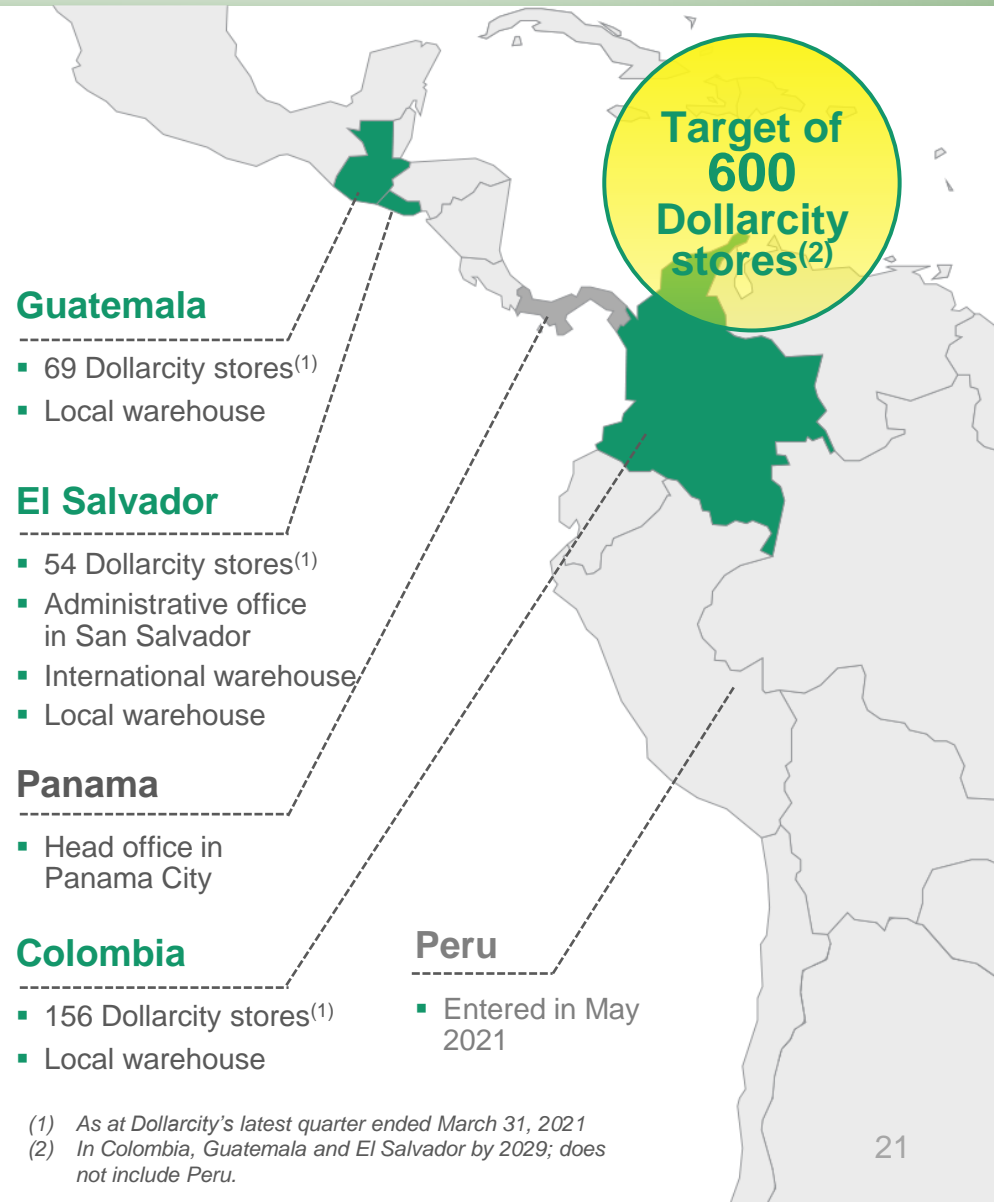 Target of
600
Dollarcity
stores(2)
Guatemala
▪ 69 Dollarcity stores(1)
▪ Local warehouse
El Salvador
▪ 54 Dollarcity stores(1)
▪ Administrative office
in San Salvador
▪ International warehouse
▪ Local warehouse
Panama
▪ Head office in
Panama City
Colombia
▪ 156 Dollarcity stores(1)
▪ Local warehouse
Peru
▪ Entered in May
2021
(1) As at Dollarcity's latest quarter ended March 31, 2021
(2) In Colombia, Guatemala and El Salvador by 2029; does
not include Peru.
21